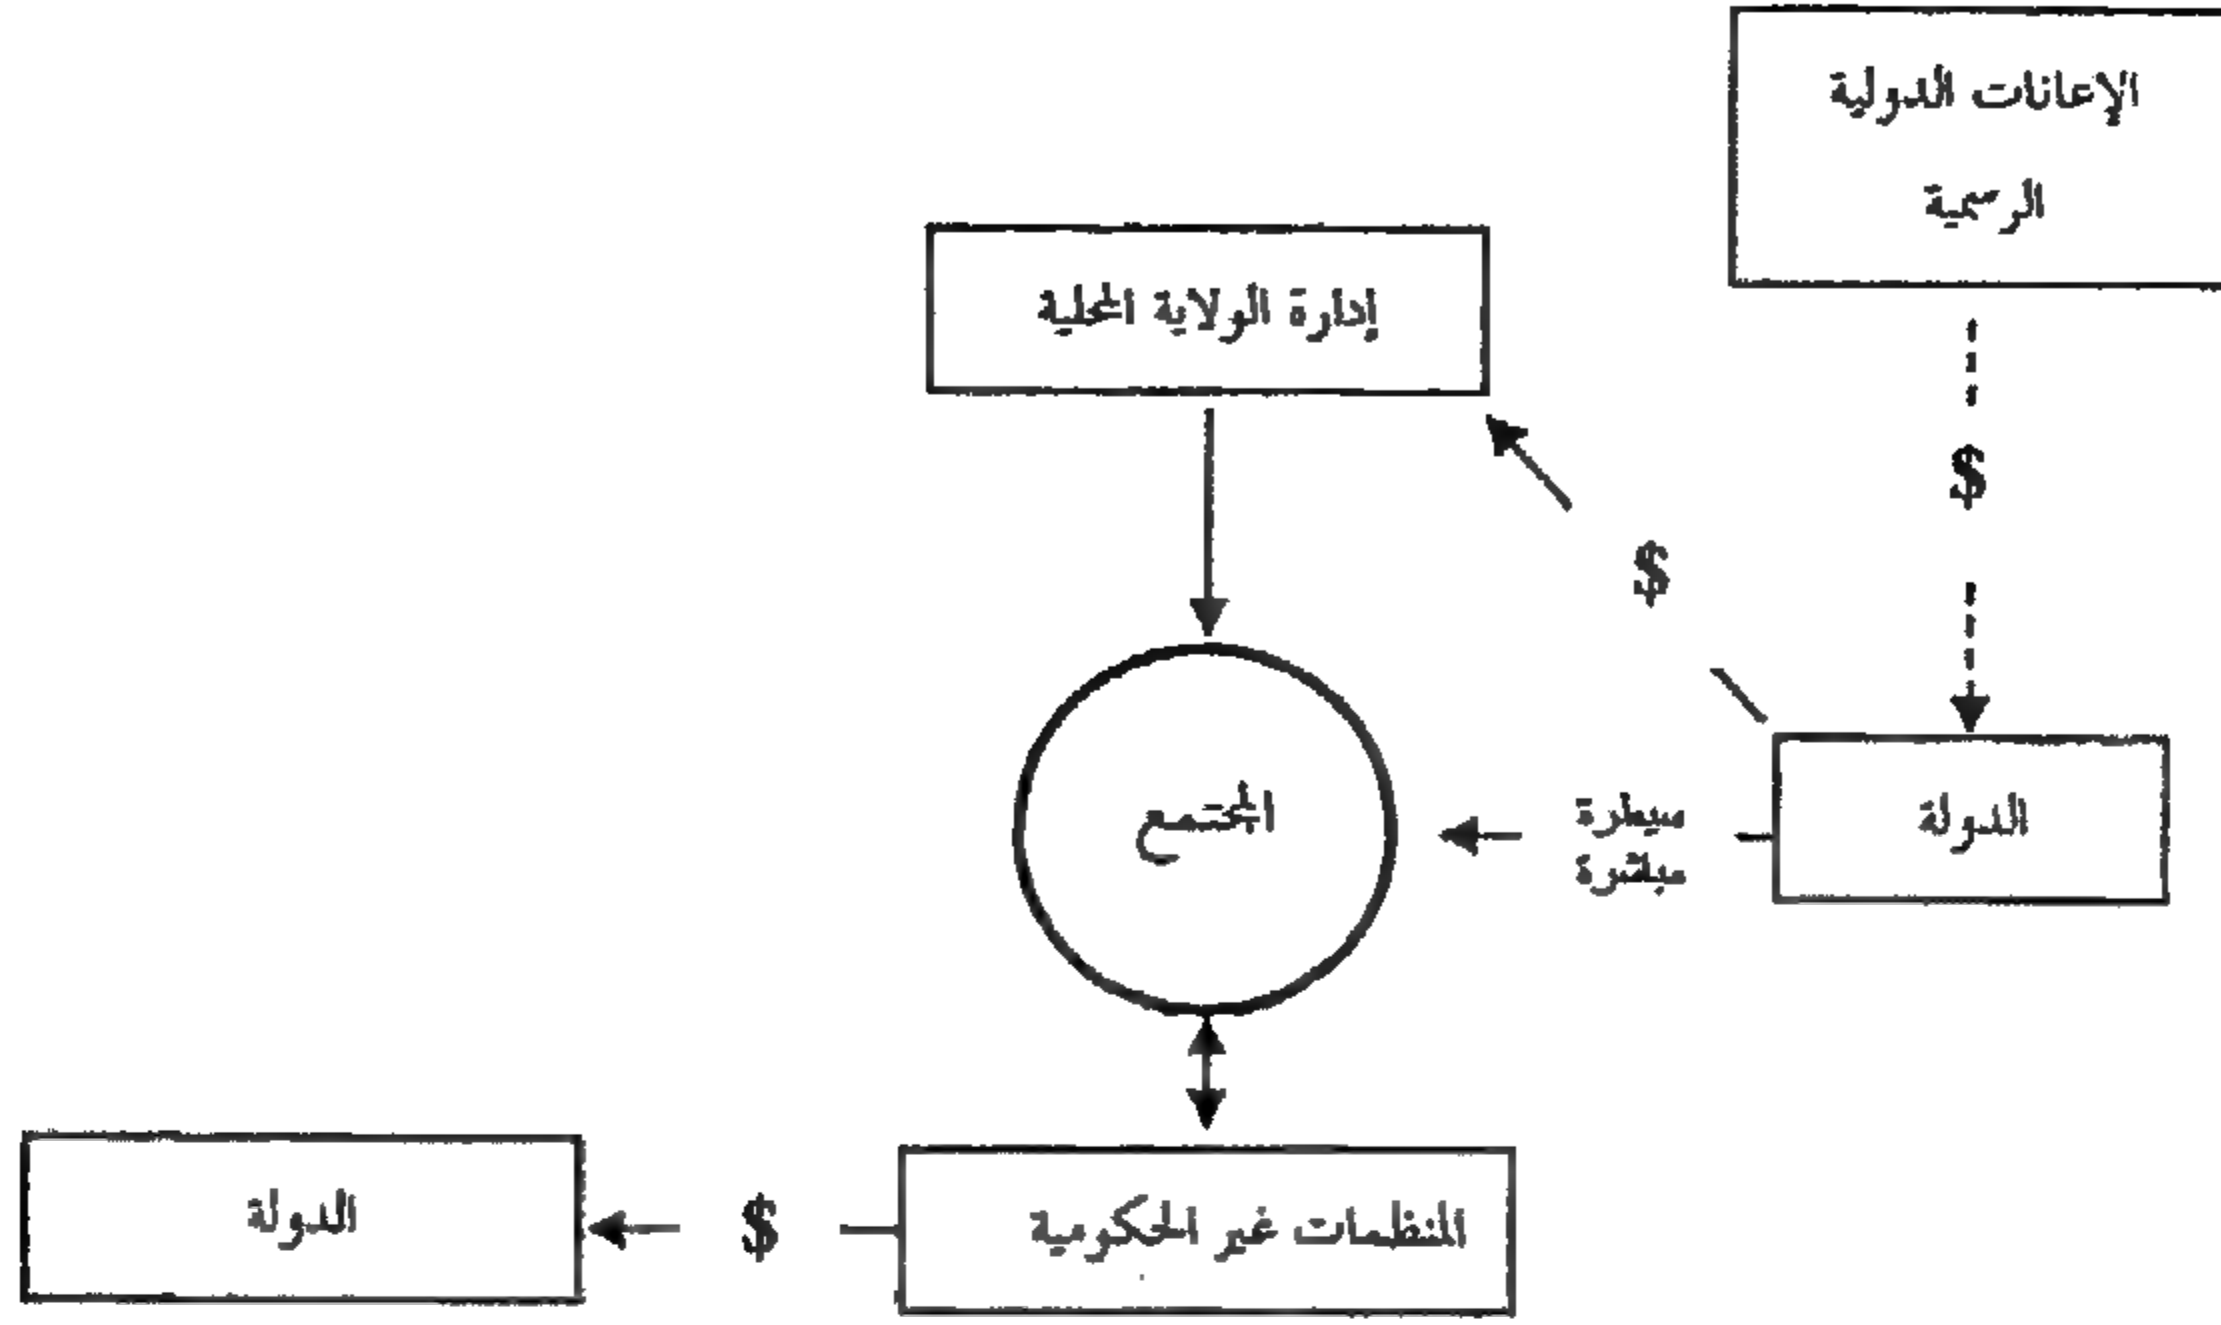 الإعانات الدولية
الرسمية
إدارة الولاية المحلية
$
$
المجتمع
سيطرة
مباشرة
الدولة
المنظمات غير الحكومية
$
الدولة